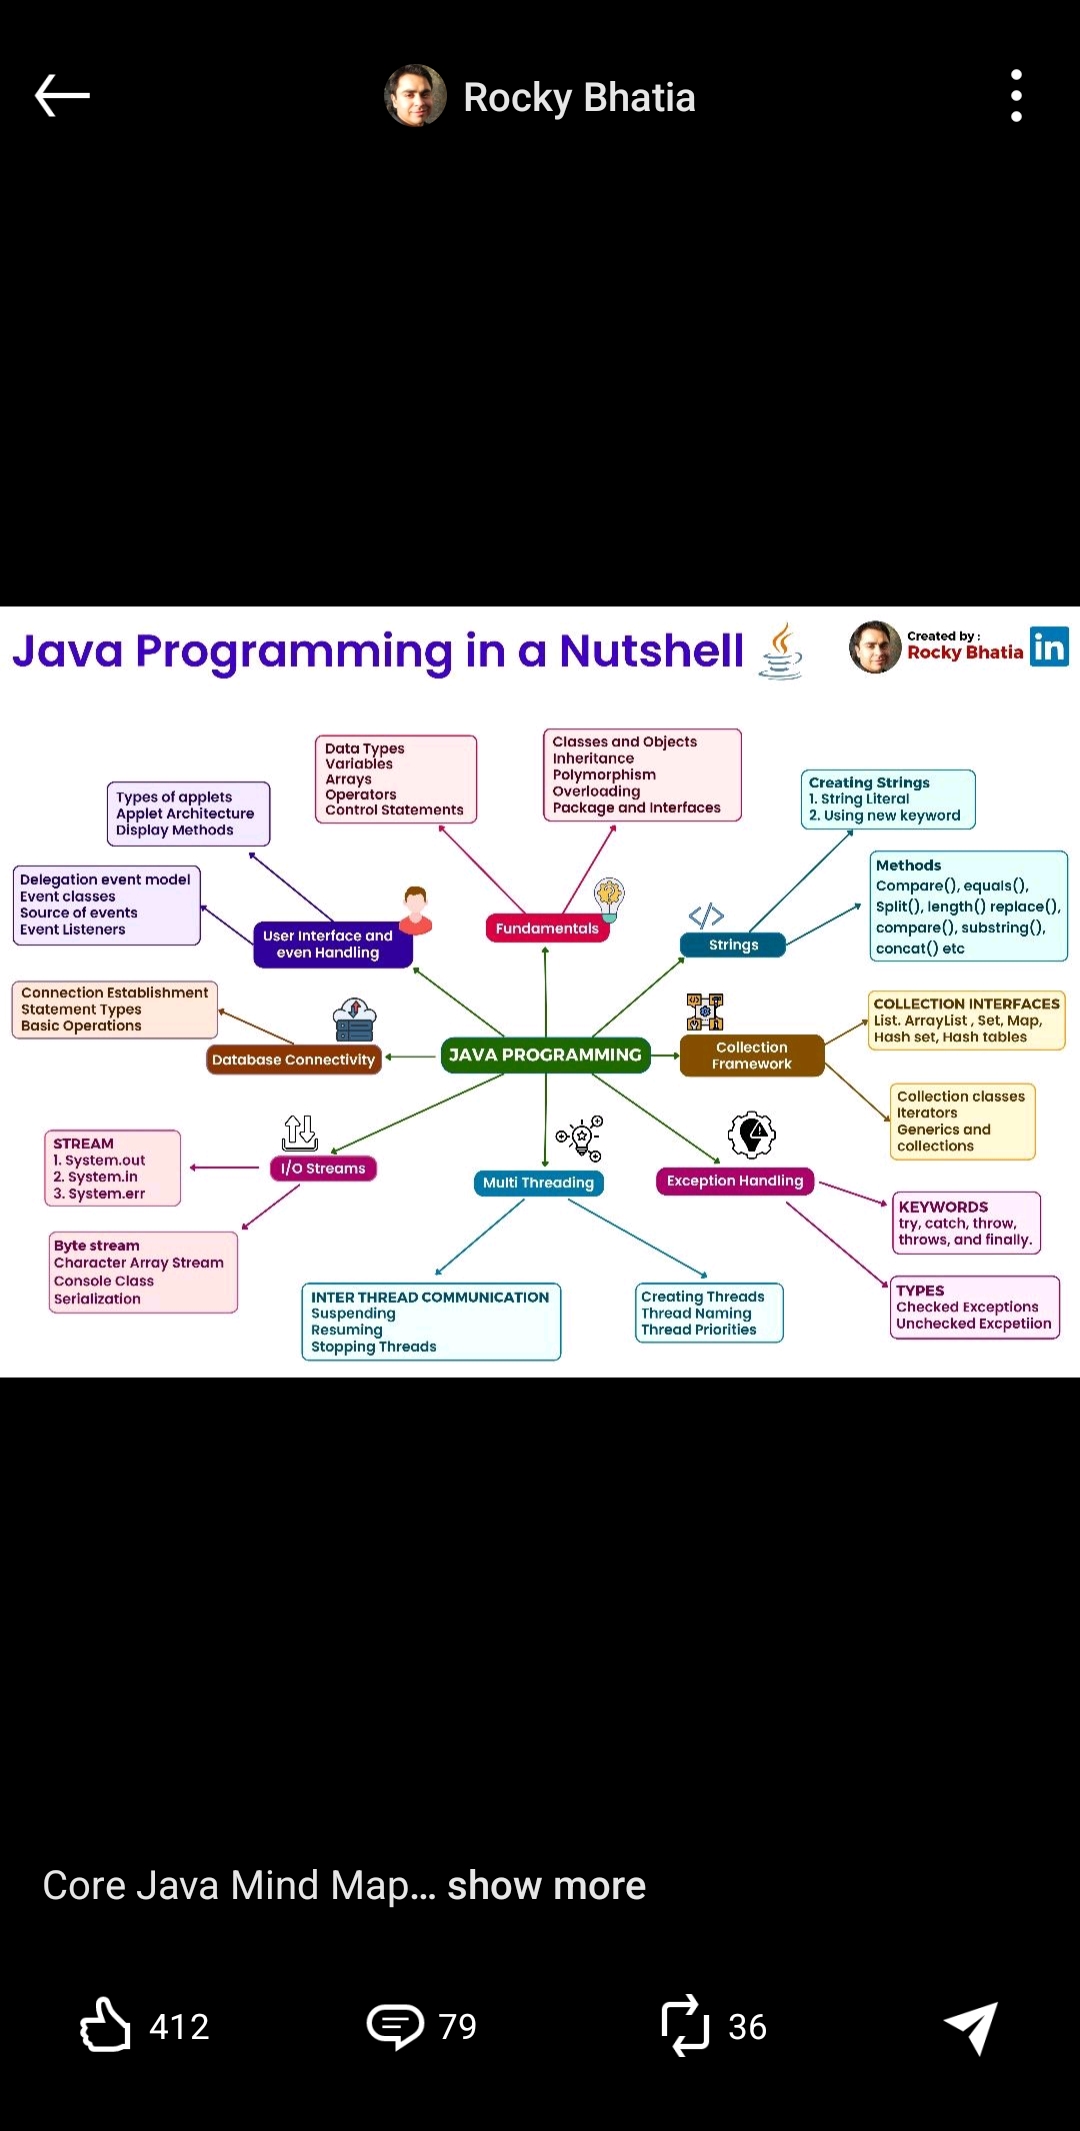 Rocky Bhatia
Java Programming in a Nutshell
Created by :
Rocky Bhatia
in
Data Types
Variables
Arrays
Operators
Control Statements
Classes and Objects
Inheritance
Polymorphism
Overloading
Package and Interfaces
Types of applets
Applet Architecture
Display Methods
Creating Strings
1. String Literal
2. Using new keyword
Delegation event model
Event classes
Source of events
Event Listeners
Methods
Compare(), equals(),
Split(), length() replace(),
compare(), substring(),
concat() etc
User Interface and
even Handling
Fundamentals
</>
Strings
Connection Establishment
Statement Types
Basic Operations
Database Connectivity
JAVA PROGRAMMING
Collection
Framework
COLLECTION INTERFACES
List. ArrayList , Set, Map,
Hash set, Hash tables
Collection classes
Iterators
Generics and
collections
STREAM
1. System.out
2. System.in
3. System.err
I/O Streams
Multi Threading
Exception Handling
KEYWORDS
try, catch, throw,
throws, and finally.
Byte stream
Character Array Stream
Console Class
Serialization
INTER THREAD COMMUNICATION
Suspending
Resuming
Stopping Threads
Creating Threads
Thread Naming
Thread Priorities
TYPES
Checked Exceptions
Unchecked Excpetiion
Core Java Mind Map... show more
412
79
36